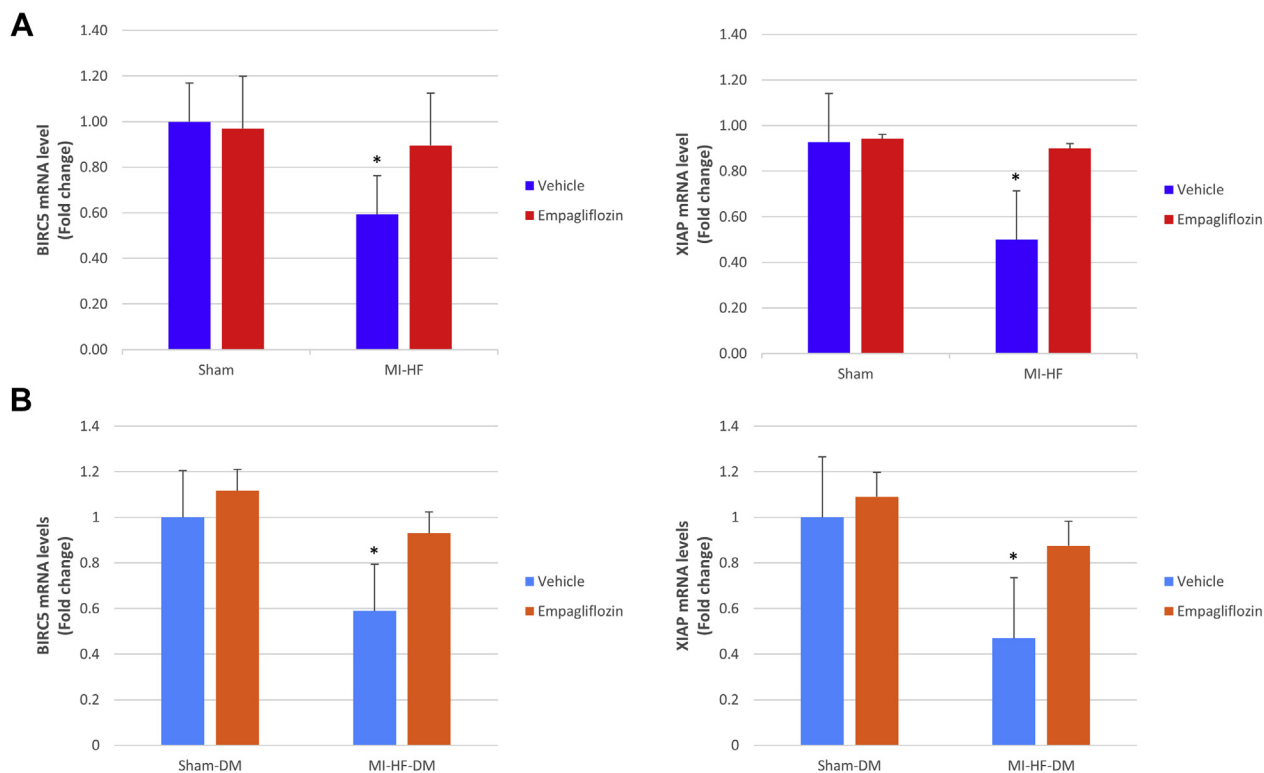 A
BIRC5 mRNA level
(Fold change)
1.40
1.20
1.00
0.80
0.60
0.40
0.20
0.00
*
Sham
MI-HF
Vehicle
Empagliflozin
XIAP mRNA level
(Fold change)
1.40
1.20
1.00
0.80
0.60
0.40
0.20
0.00
*
Sham
MI-HF
Vehicle
Empagliflozin
B
BIRC5 mRNA levels
(Fold change)
1.4
1.2
1
0.8
0.6
0.4
0.2
0
*
Sham-DM
MI-HF-DM
Vehicle
Empagliflozin
XIAP mRNA levels
(Fold change)
1.4
1.2
1
0.8
0.6
0.4
0.2
0
*
Sham-DM
MI-HF-DM
Vehicle
Empagliflozin